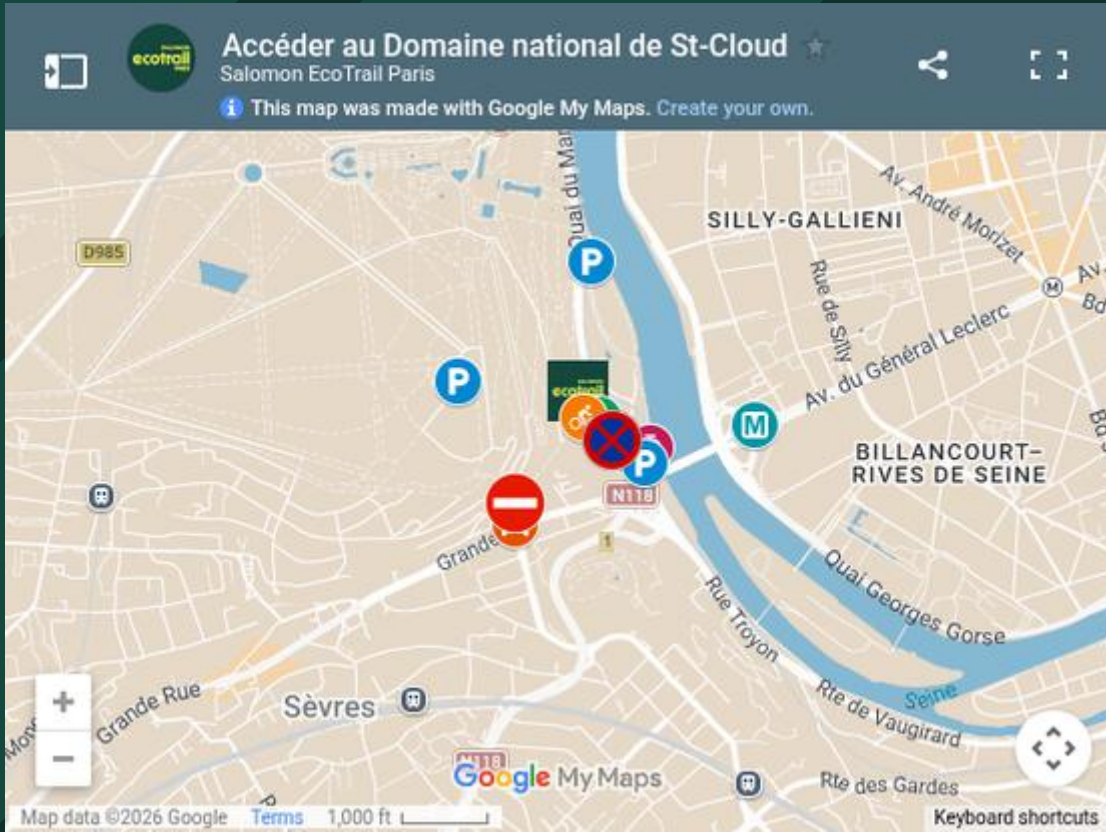 Accéder au Domaine national de St-Cloud
Salomon EcoTrail Paris
This map was made with Google My Maps. Create your own.
ecotrail
Quai du Mar
D985
SILLY-GALLIENI
Av. André Morizet
Rue de Silly
M
Av.
Bd
Av. du Général Leclerc
P
P
ecotrail
M
BILLANCOURT–
RIVES DE SEINE
P
N118
Grande
1
Quai Georges Gorse
Rue Troyon
Grande Rue
Sèvres
Seine
Rte de Vaugirard
N118
Google My Maps
Rte des Gardes
Map data ©2026 Google
Terms
1,000 ft
Keyboard shortcuts